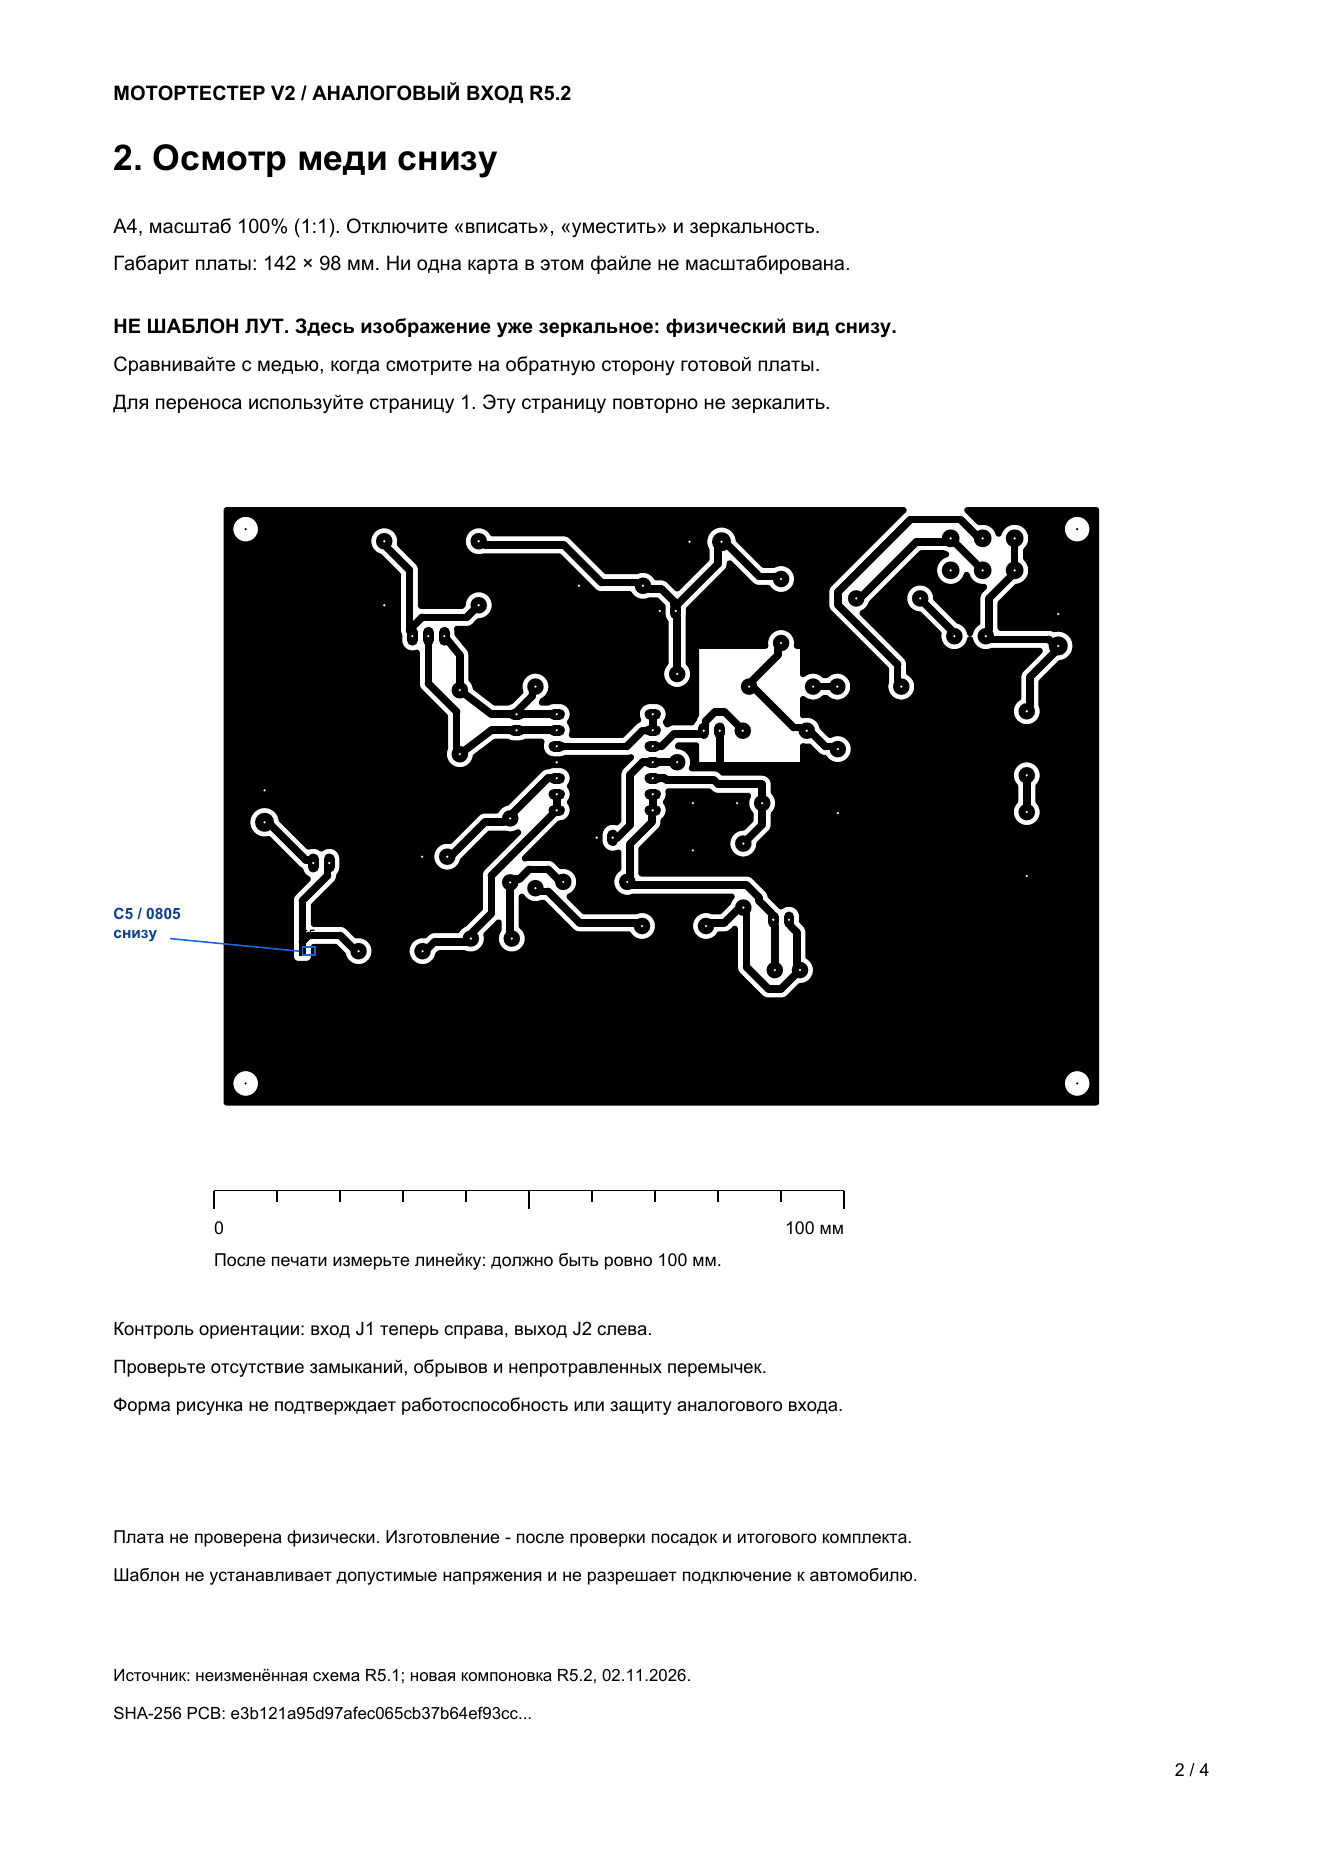 МОТОРТЕСТЕР V2 / АНАЛОГОВЫЙ ВХОД R5.2
2. Осмотр меди снизу
A4, масштаб 100% (1:1). Отключите «вписать», «уместить» и зеркальность.
Габарит платы: 142 × 98 мм. Ни одна карта в этом файле не масштабирована.
НЕ ШАБЛОН ЛУТ. Здесь изображение уже зеркальное: физический вид снизу.
Сравнивайте с медью, когда смотрите на обратную сторону готовой платы.
Для переноса используйте страницу 1. Эту страницу повторно не зеркалить.
C5 / 0805
снизу
0 100 мм
После печати измерьте линейку: должно быть ровно 100 мм.
Контроль ориентации: вход J1 теперь справа, выход J2 слева.
Проверьте отсутствие замыканий, обрывов и непротравленных перемычек.
Форма рисунка не подтверждает работоспособность или защиту аналогового входа.
Плата не проверена физически. Изготовление - после проверки посадок и итогового комплекта.
Шаблон не устанавливает допустимые напряжения и не разрешает подключение к автомобилю.
Источник: неизменённая схема R5.1; новая компоновка R5.2, 02.11.2026.
SHA-256 PCB: e3b121a95d97afec065cb37b64ef93cc...
2 / 4